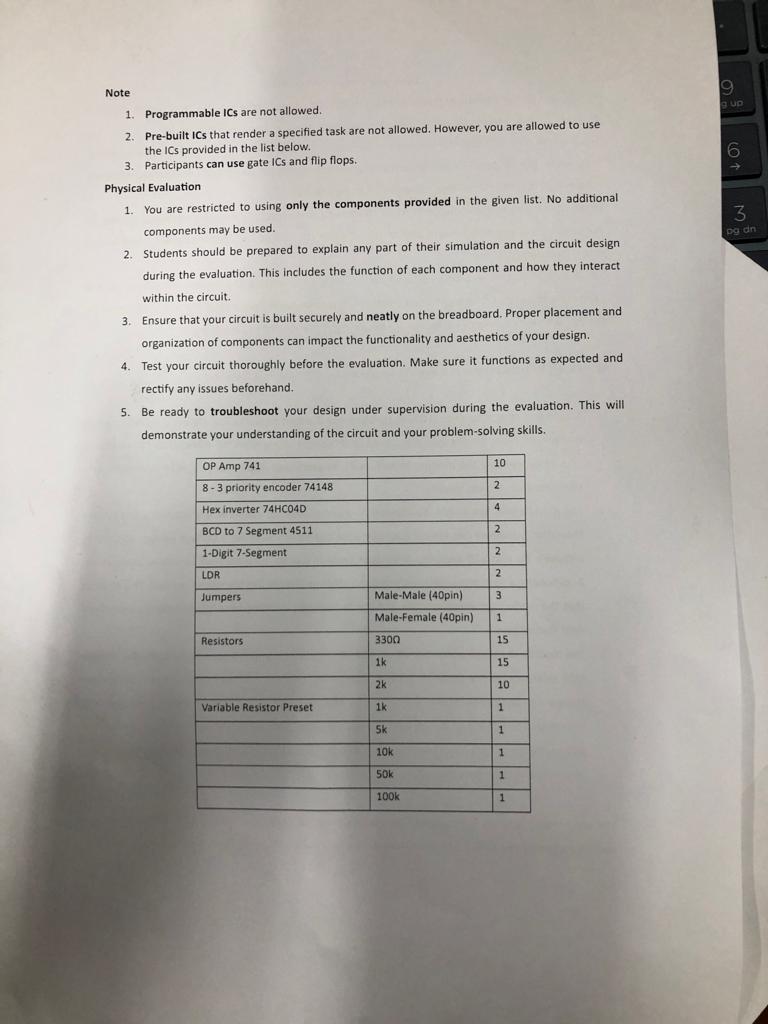 Note
1. Programmable ICs are not allowed.
2. Pre-built ICs that render a specified task are not allowed. However, you are allowed to use
the ICs provided in the list below.
3. Participants can use gate ICs and flip flops.
Physical Evaluation
1. You are restricted to using only the components provided in the given list. No additional
components may be used.
2. Students should be prepared to explain any part of their simulation and the circuit design
during the evaluation. This includes the function of each component and how they interact
within the circuit.
3. Ensure that your circuit is built securely and neatly on the breadboard. Proper placement and
organization of components can impact the functionality and aesthetics of your design.
4. Test your circuit thoroughly before the evaluation. Make sure it functions as expected and
rectify any issues beforehand.
5. Be ready to troubleshoot your design under supervision during the evaluation. This will
demonstrate your understanding of the circuit and your problem-solving skills.
OP Amp 741 10
8 - 3 priority encoder 74148 2
Hex inverter 74HC04D 4
BCD to 7 Segment 4511 2
1-Digit 7-Segment 2
LDR 2
Jumpers Male-Male (40pin) 3
Male-Female (40pin) 1
Resistors 330Ω 15
1k 15
2k 10
Variable Resistor Preset 1k 1
5k 1
10k 1
50k 1
100k 1
9
g up
6
→
3
pg dn